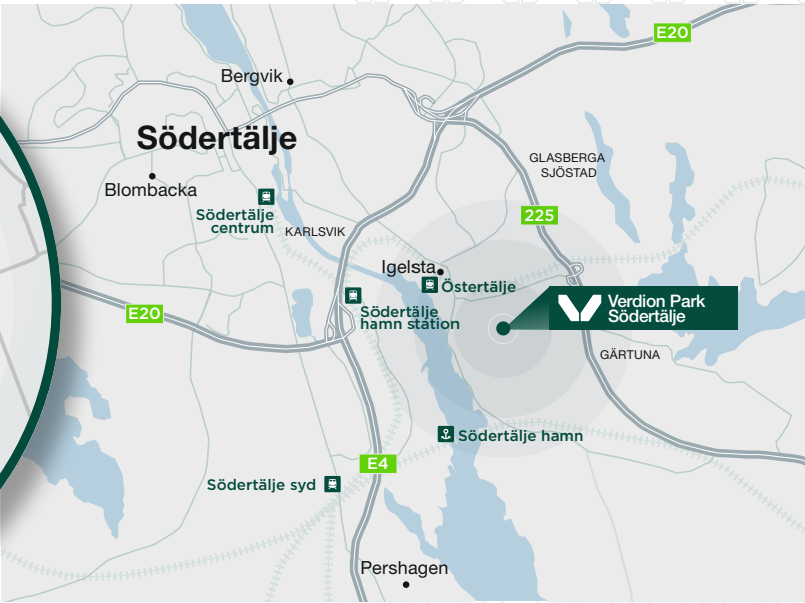 E20
Bergvik
Södertälje
GLASBERGA
SJÖSTAD
Blombacka
Södertälje
centrum
KARLSVIK
225
Igelsta
Östertälje
Verdion Park
Södertälje
E20
Södertälje
hamn station
GÄRTUNA
Södertälje hamn
E4
Södertälje syd
Pershagen